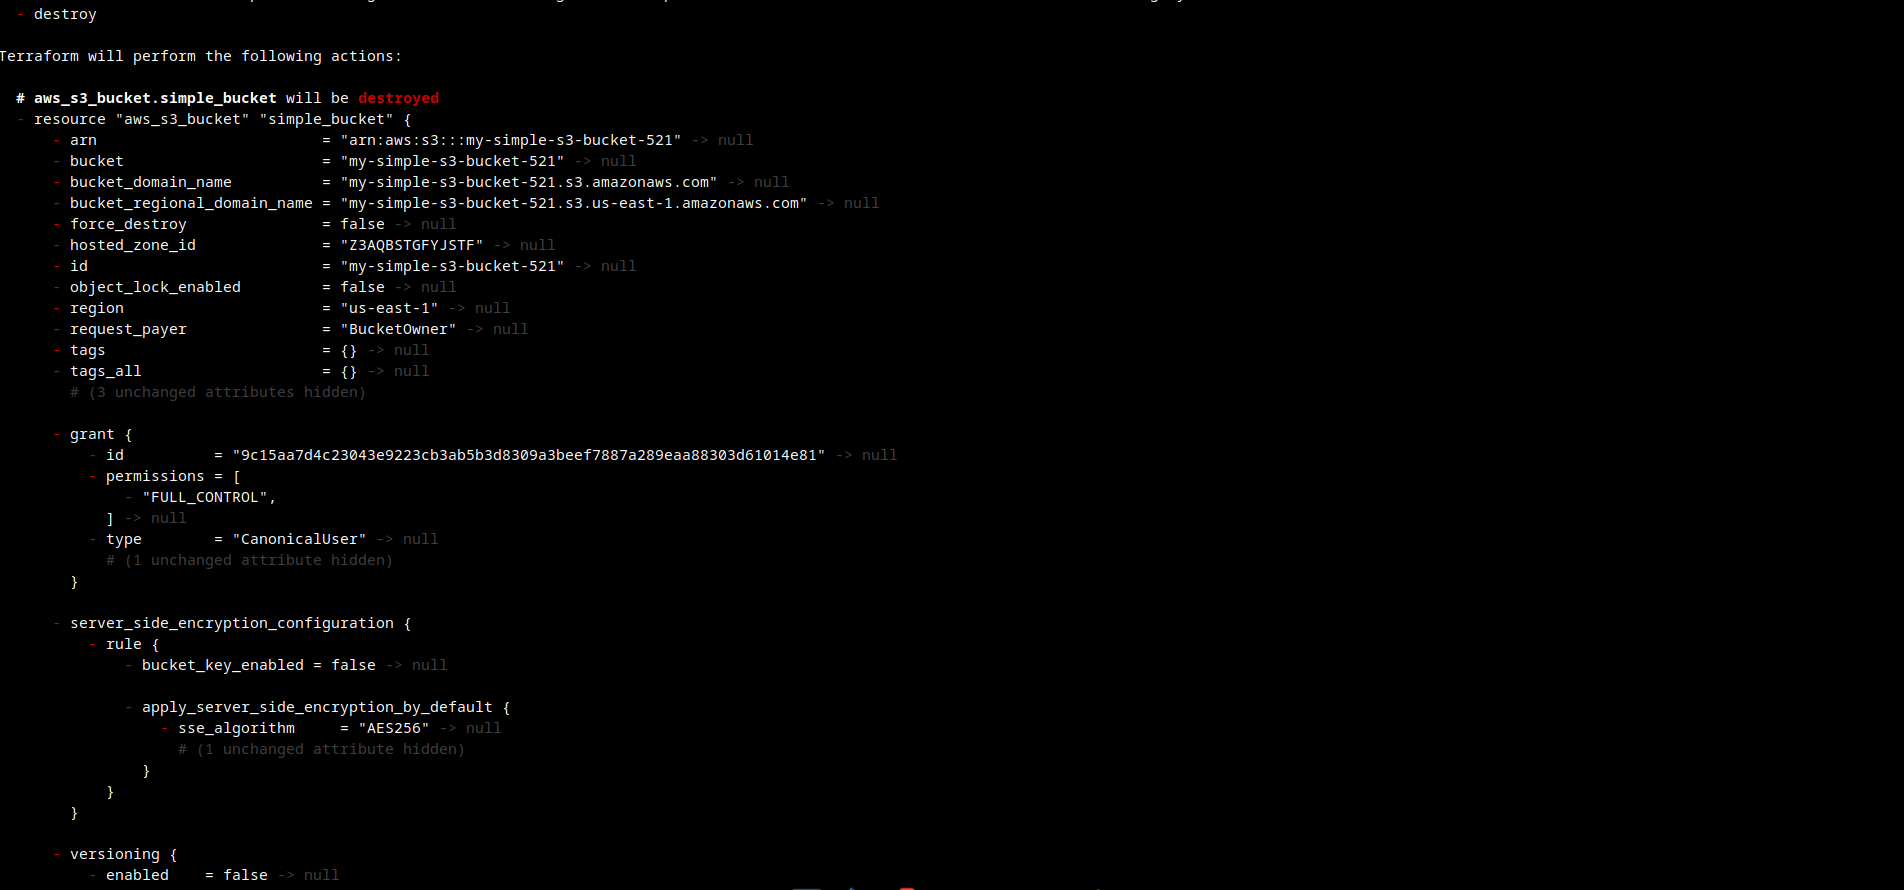 - destroy
Terraform will perform the following actions:
# aws_s3_bucket.simple_bucket will be destroyed
- resource "aws_s3_bucket" "simple_bucket" {
- arn = "arn:aws:s3:::my-simple-s3-bucket-521" -> null
- bucket = "my-simple-s3-bucket-521" -> null
- bucket_domain_name = "my-simple-s3-bucket-521.s3.amazonaws.com" -> null
- bucket_regional_domain_name = "my-simple-s3-bucket-521.s3.us-east-1.amazonaws.com" -> null
- force_destroy = false -> null
- hosted_zone_id = "Z3AQBSTGFYJSTF" -> null
- id = "my-simple-s3-bucket-521" -> null
- object_lock_enabled = false -> null
- region = "us-east-1" -> null
- request_payer = "BucketOwner" -> null
- tags = {} -> null
- tags_all = {} -> null
# (3 unchanged attributes hidden)
- grant {
- id = "9c15aa7d4c23043e9223cb3ab5b3d8309a3beef7887a289eaa88303d61014e81" -> null
- permissions = [
- "FULL_CONTROL",
] -> null
- type = "CanonicalUser" -> null
# (1 unchanged attribute hidden)
}
- server_side_encryption_configuration {
- rule {
- bucket_key_enabled = false -> null
- apply_server_side_encryption_by_default {
- sse_algorithm = "AES256" -> null
# (1 unchanged attribute hidden)
}
}
}
- versioning {
- enabled = false -> null